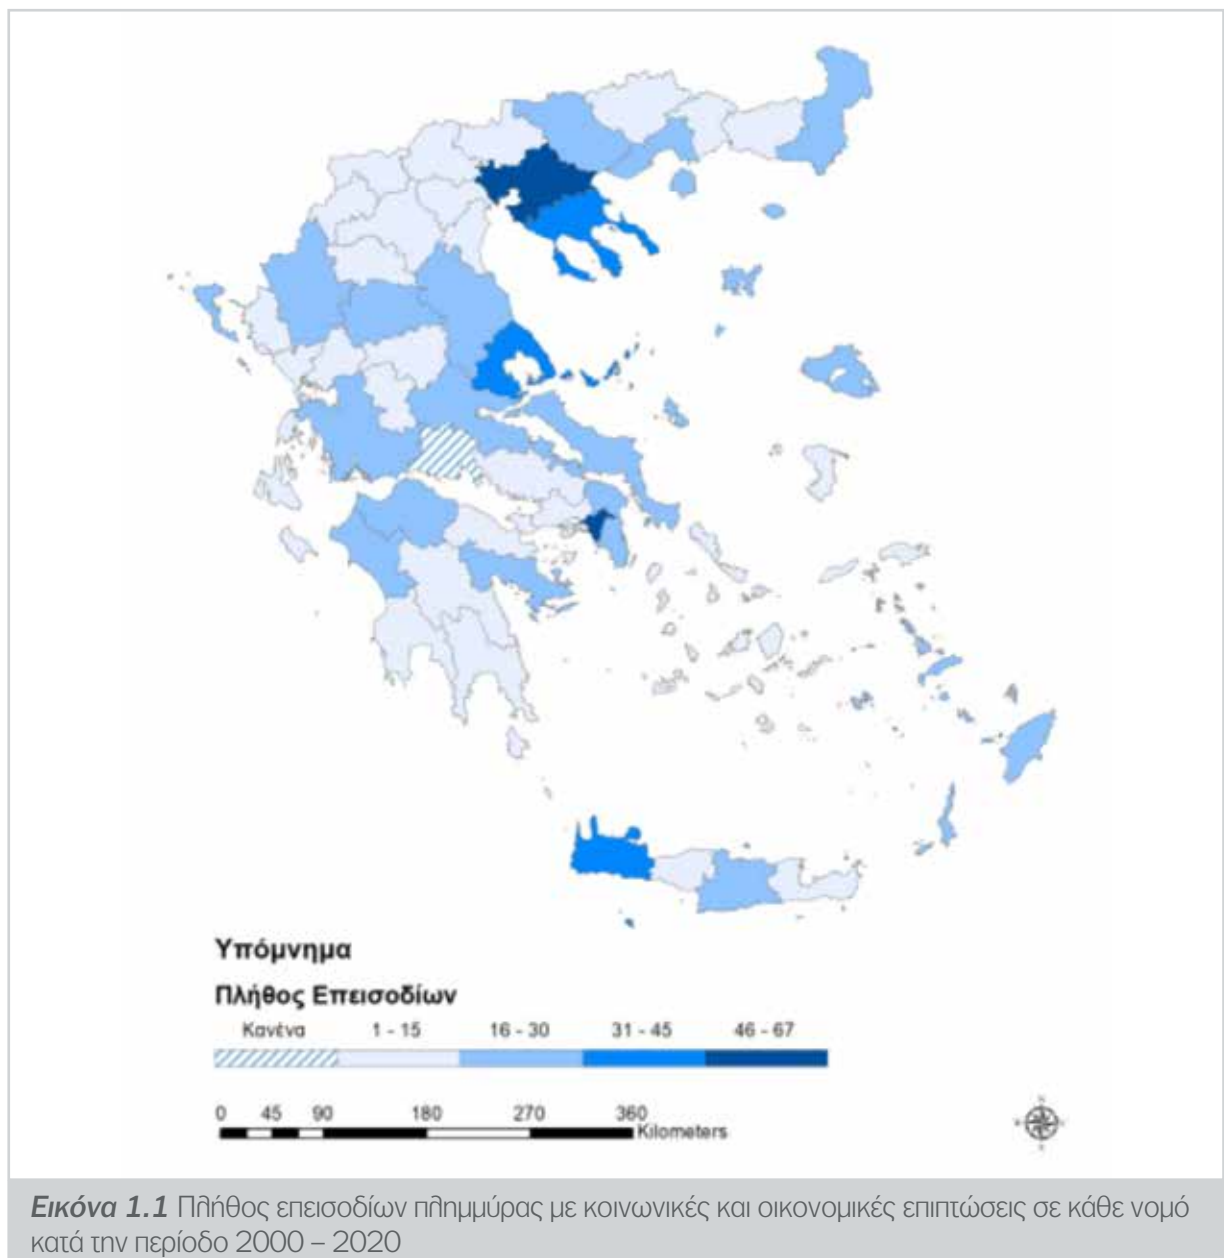 Υπόμνημα
Πλήθος Επεισοδίων
Κανένα 1 - 15 16 - 30 31 - 45 46 - 67
0 45 90 180 270 360
Kilometers
Εικόνα 1.1 Πλήθος επεισοδίων πλημμύρας με κοινωνικές και οικονομικές επιπτώσεις σε κάθε νομό
κατά την περίοδο 2000 – 2020